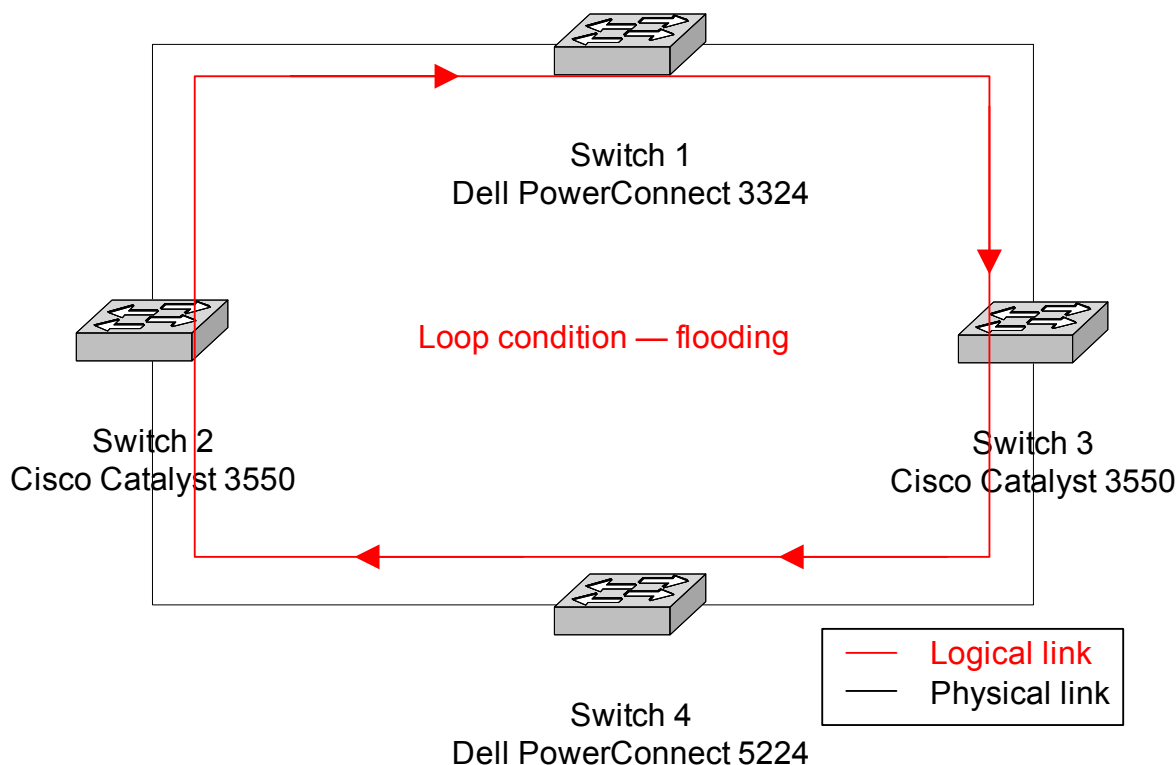 Switch 1
Dell PowerConnect 3324
Loop condition — flooding
Switch 2
Cisco Catalyst 3550
Switch 3
Cisco Catalyst 3550
Logical link
Physical link
Switch 4
Dell PowerConnect 5224